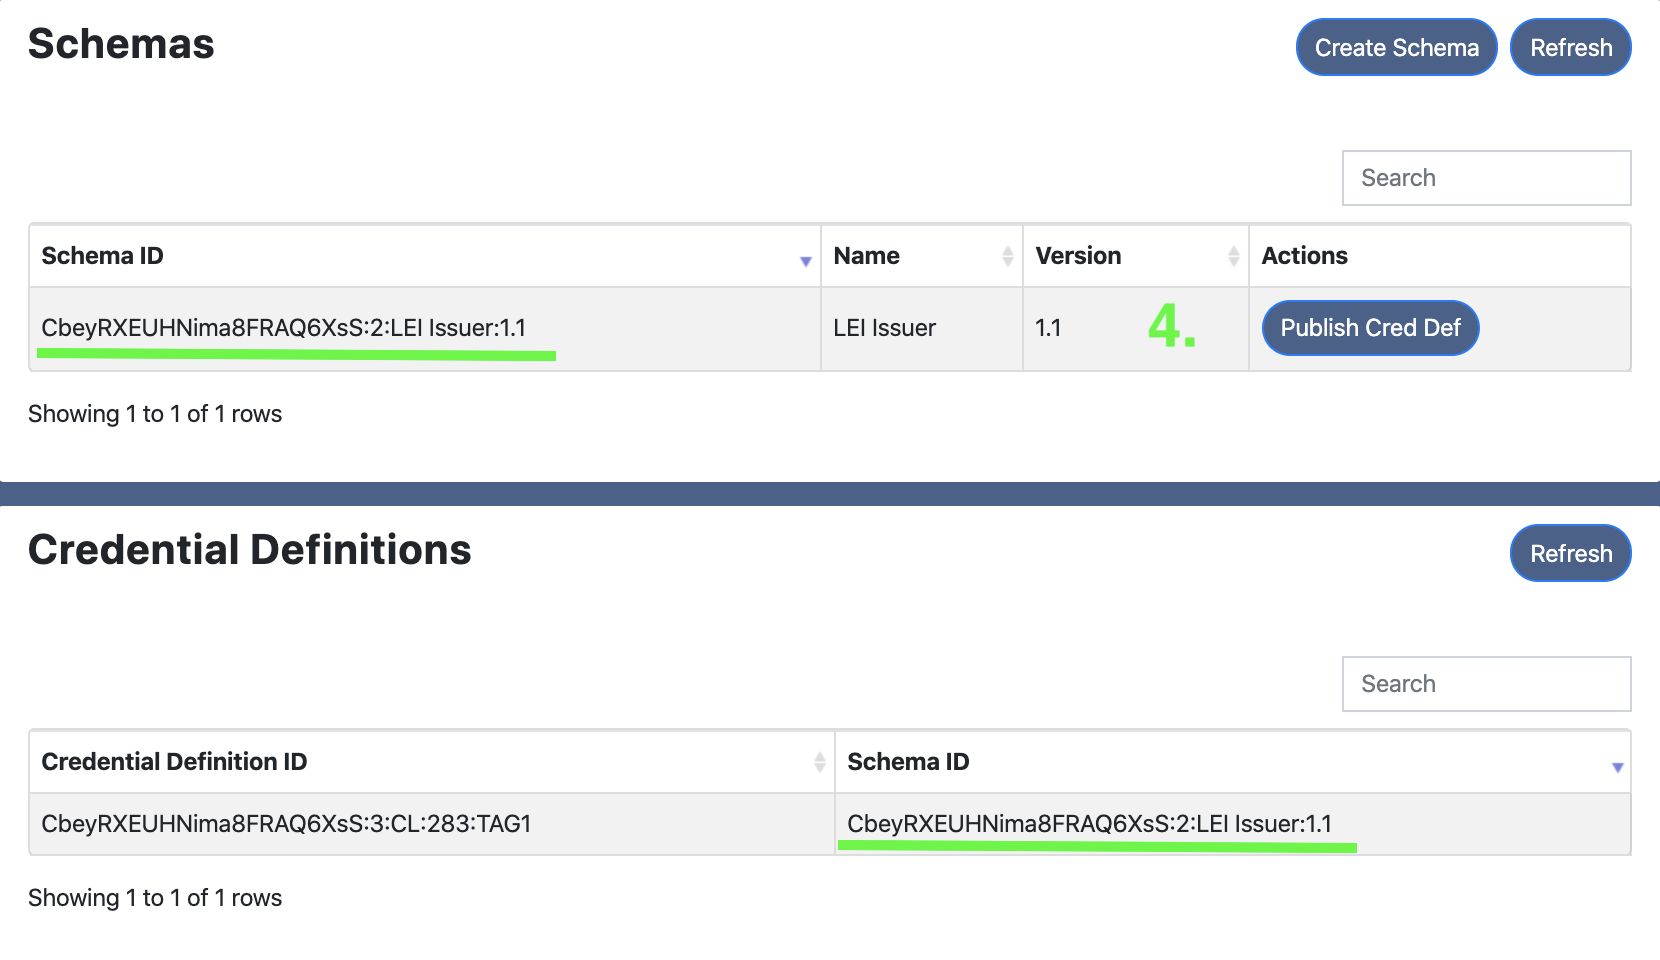 Schemas
Create Schema
Refresh
Search
Schema ID
Name
Version
Actions
CbeyRXEUHNima8FRAQ6XsS:2:LEI Issuer:1.1
LEI Issuer
1.1
4.
Publish Cred Def
Showing 1 to 1 of 1 rows
Credential Definitions
Refresh
Search
Credential Definition ID
Schema ID
CbeyRXEUHNima8FRAQ6XsS:3:CL:283:TAG1
CbeyRXEUHNima8FRAQ6XsS:2:LEI Issuer:1.1
Showing 1 to 1 of 1 rows